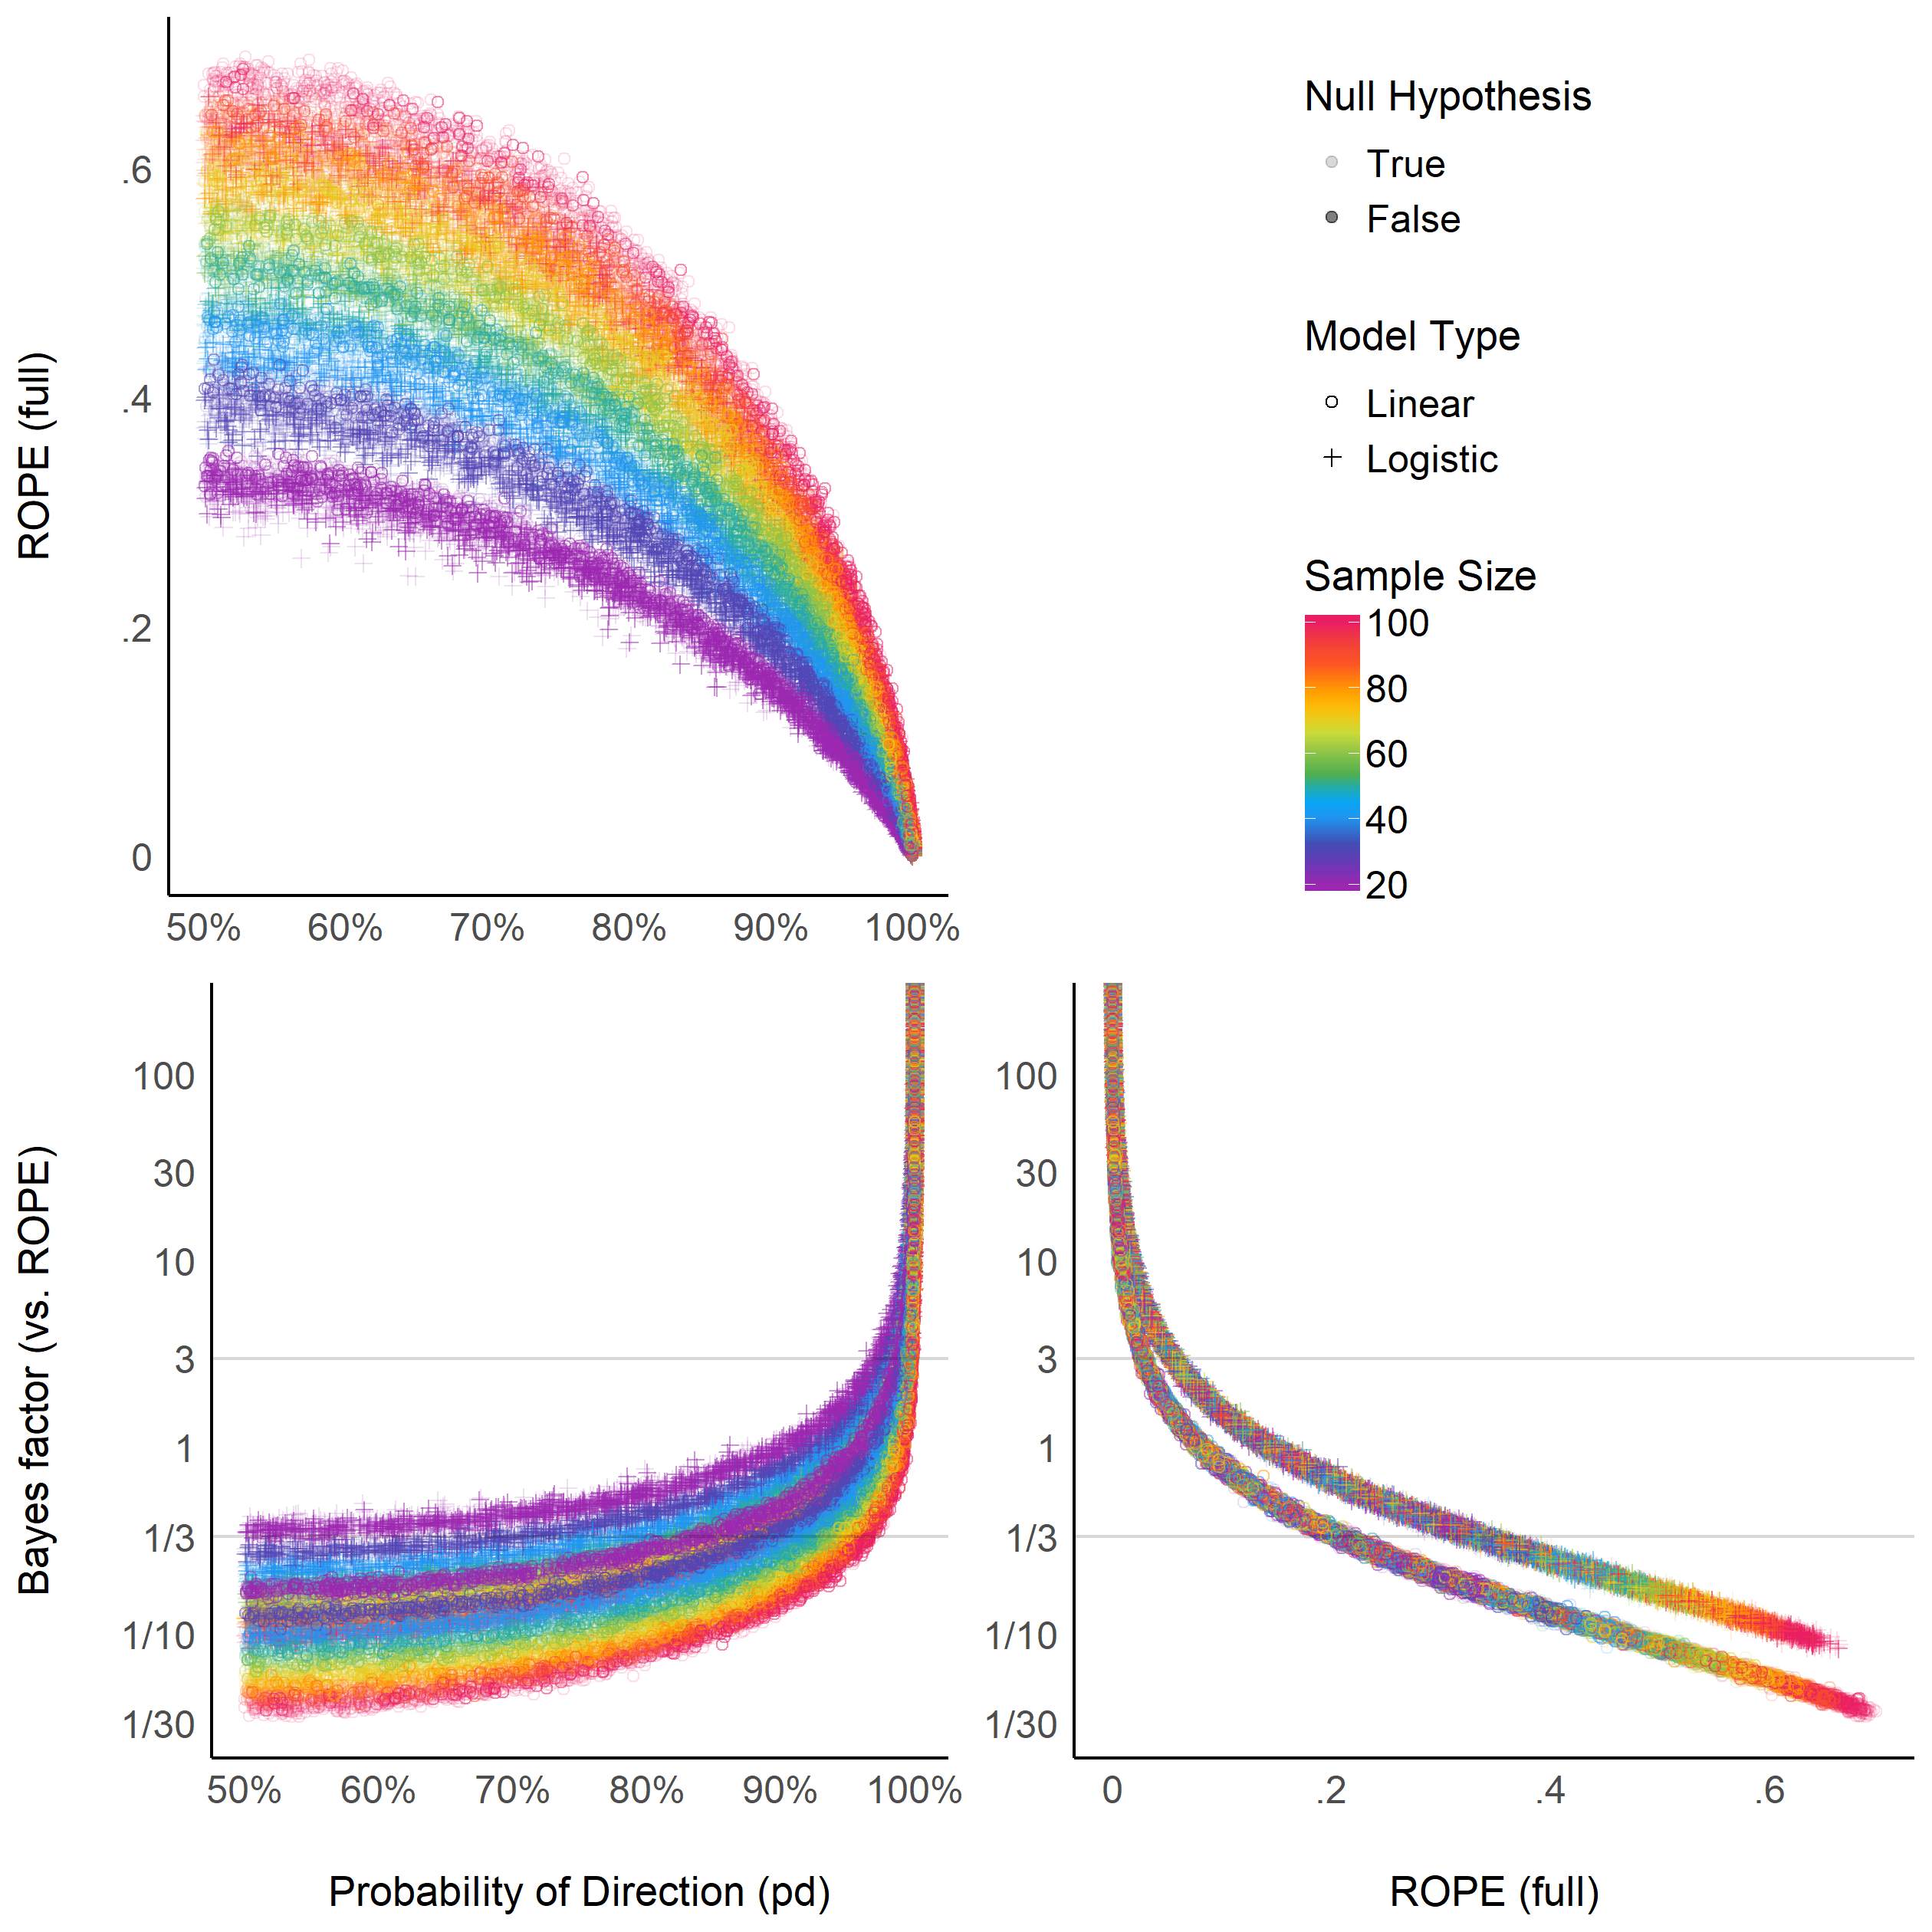 ROPE (full)
.6
.4
.2
0
50% 60% 70% 80% 90% 100%
Null Hypothesis
True
False
Model Type
Linear
Logistic
Sample Size
100
80
60
40
20
Bayes factor (vs. ROPE)
100
30
10
3
1
1/3
1/10
1/30
50% 60% 70% 80% 90% 100%
Probability of Direction (pd)
100
30
10
3
1
1/3
1/10
1/30
0 .2 .4 .6
ROPE (full)